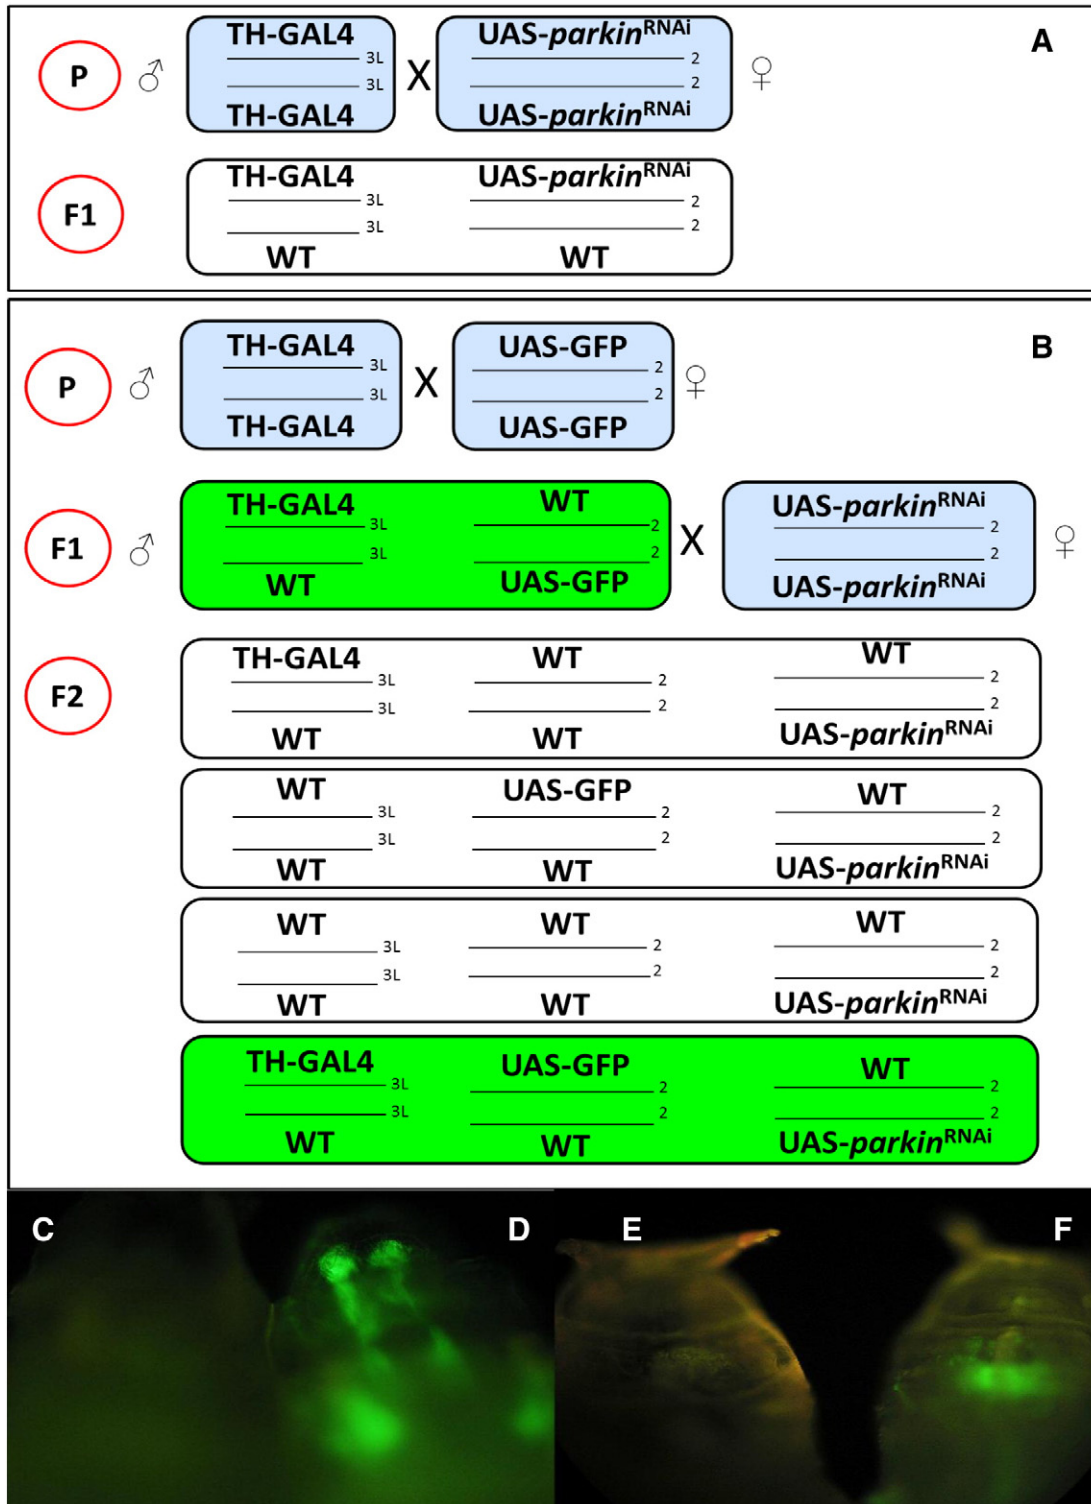 A
P ♂ TH-GAL4 X UAS-parkinRNAi ♀
3L 2
3L 2
TH-GAL4 UAS-parkinRNAi
F1 TH-GAL4 UAS-parkinRNAi
3L 2
3L 2
WT WT
B
P ♂ TH-GAL4 X UAS-GFP ♀
3L 2
3L 2
TH-GAL4 UAS-GFP
F1 ♂ TH-GAL4 WT X UAS-parkinRNAi ♀
3L 2 2
3L 2 2
WT UAS-GFP UAS-parkinRNAi
F2 TH-GAL4 WT WT
3L 2 2
3L 2 2
WT WT UAS-parkinRNAi
WT UAS-GFP WT
3L 2 2
3L 2 2
WT WT UAS-parkinRNAi
WT WT WT
3L 2 2
3L 2 2
WT WT UAS-parkinRNAi
TH-GAL4 UAS-GFP WT
3L 2 2
3L 2 2
WT WT UAS-parkinRNAi
C D E F